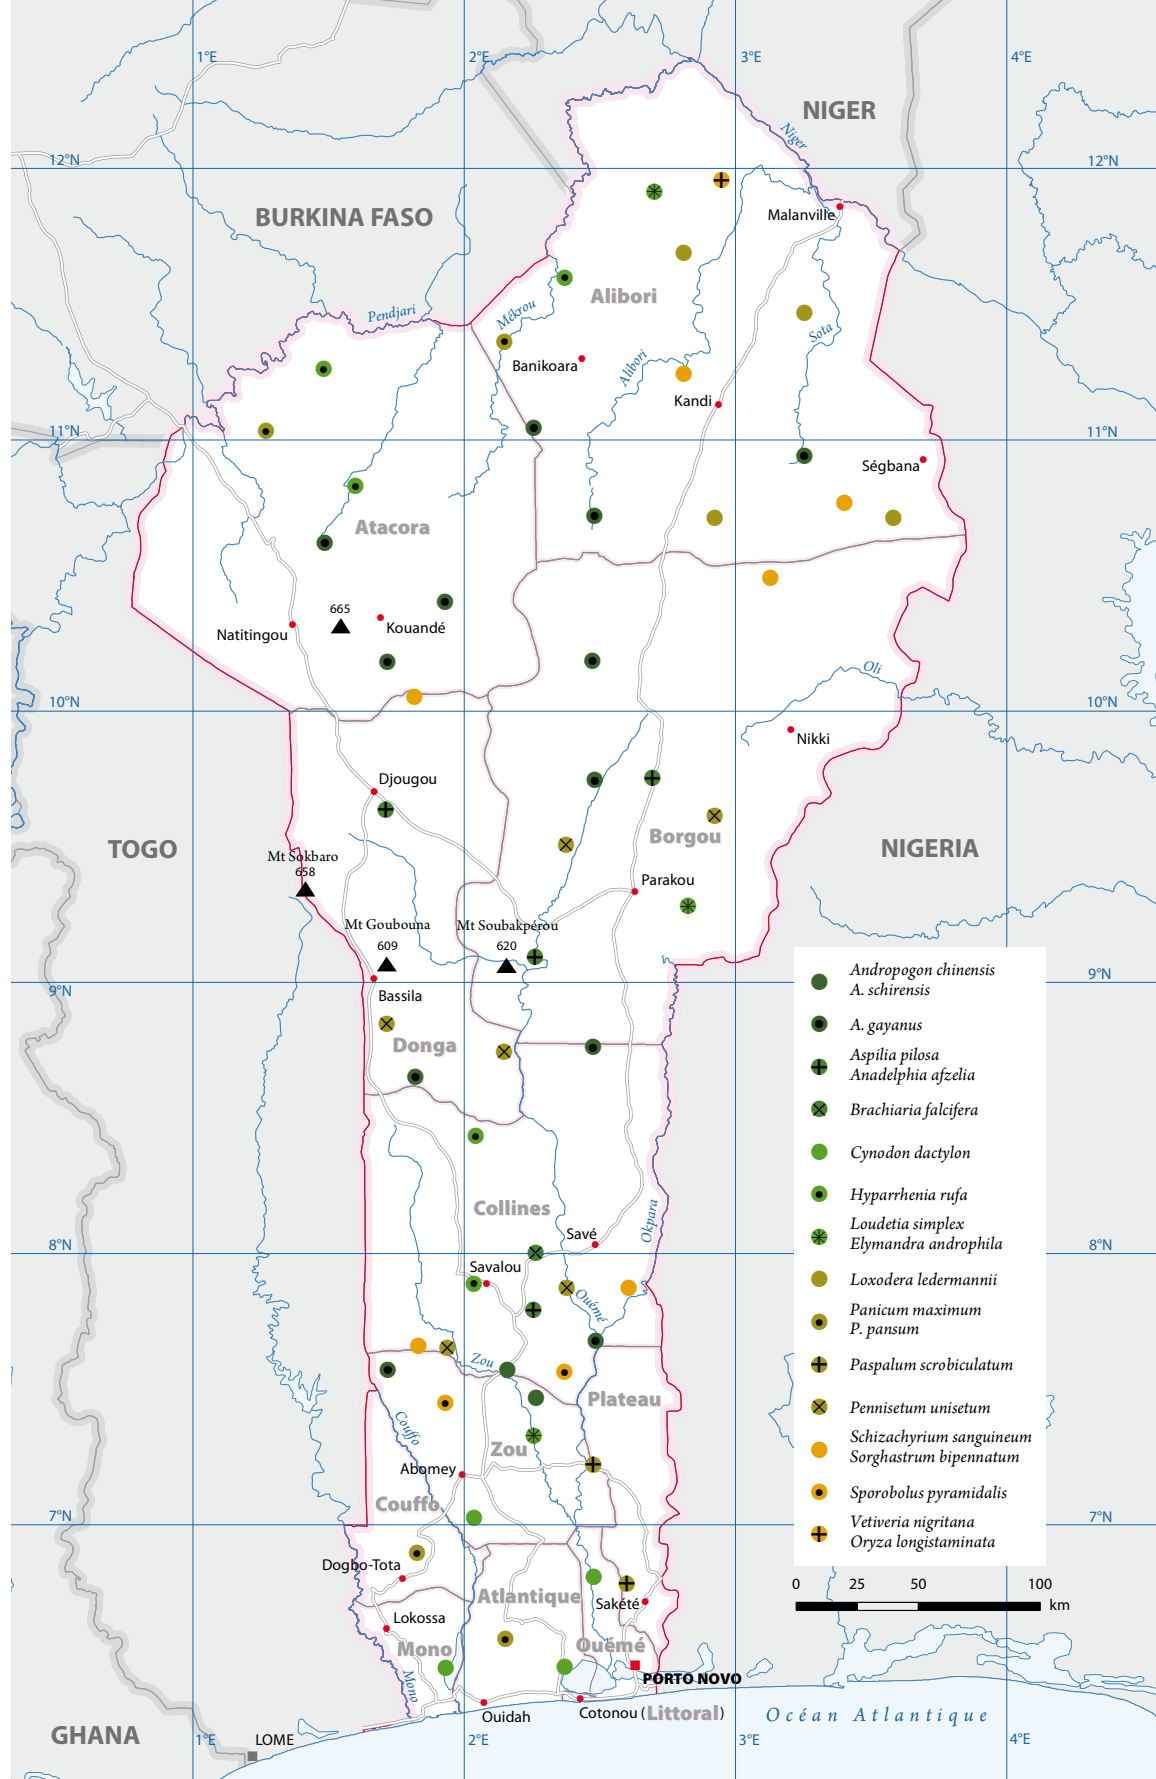 1°E
2°E
3°E
4°E
NIGER
Niger
12°N
12°N
BURKINA FASO
Malanville
Alibori
Pendjari
Mékrou
Sota
Banikoara
Alibori
Kandi
11°N
11°N
Ségbana
Atacora
665
Kouandé
Natitingou
Oli
10°N
10°N
Nikki
Djougou
TOGO
Borgou
NIGERIA
Mt Sokbaro
658
Parakou
Mt Goubouna
609
Mt Soubakpérou
620
9°N
9°N
Bassila
Donga
Collines
Okpara
Savé
8°N
8°N
Savalou
Ouémé
Zou
Plateau
Couffo
Zou
Abomey
Couffo
7°N
7°N
Dogbo-Tota
Atlantique
Sakété
Lokossa
Mono
Ouémé
Mono
PORTO NOVO
Ouidah
Cotonou (Littoral)
Océan Atlantique
GHANA
LOME
1°E
2°E
3°E
4°E
Andropogon chinensis
A. schirensis
A. gayanus
Aspilia pilosa
Anadelphia afzelia
Brachiaria falcifera
Cynodon dactylon
Hyparrhenia rufa
Loudetia simplex
Elymandra androphila
Loxodera ledermannii
Panicum maximum
P. pansum
Paspalum scrobiculatum
Pennisetum unisetum
Schizachyrium sanguineum
Sorghastrum bipennatum
Sporobolus pyramidalis
Vetiveria nigritana
Oryza longistaminata
0 25 50 100
km